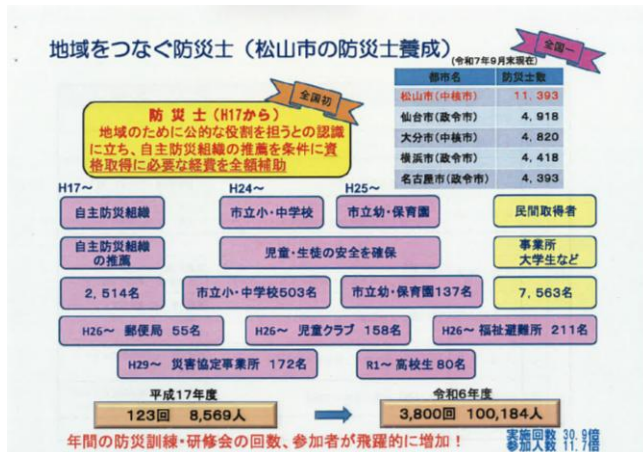 地域をつなぐ防災士（松山市の防災士養成）
全国一
(令和7年9月末現在)
都市名 防災士数
松山市(中核市) 11,393
仙台市(政令市) 4,918
大分市(中核市) 4,820
横浜市(政令市) 4,418
名古屋市(政令市) 4,393
全国初
防災士(H17から)
地域のために公的な役割を担うとの認識
に立ち、自主防災組織の推薦を条件に資
格取得に必要な経費を全額補助
H17～ H24～ H25～
自主防災組織 市立小・中学校 市立幼・保育園 民間取得者
自主防災組織
の推薦
児童・生徒の安全を確保
事業所
大学生など
2,514名 市立小・中学校503名 市立幼・保育園137名 7,563名
H26～ 郵便局 55名 H26～ 児童クラブ 158名 H26～福祉避難所 211名
H29～ 災害協定事業所 172名 R1～高校生80名
平成17年度 令和6年度
123回 8,569人 3,800回 100,184人
年間の防災訓練・研修会の回数、参加者が飛躍的に増加！
実施回数 30.9倍
参加人数 11.7倍